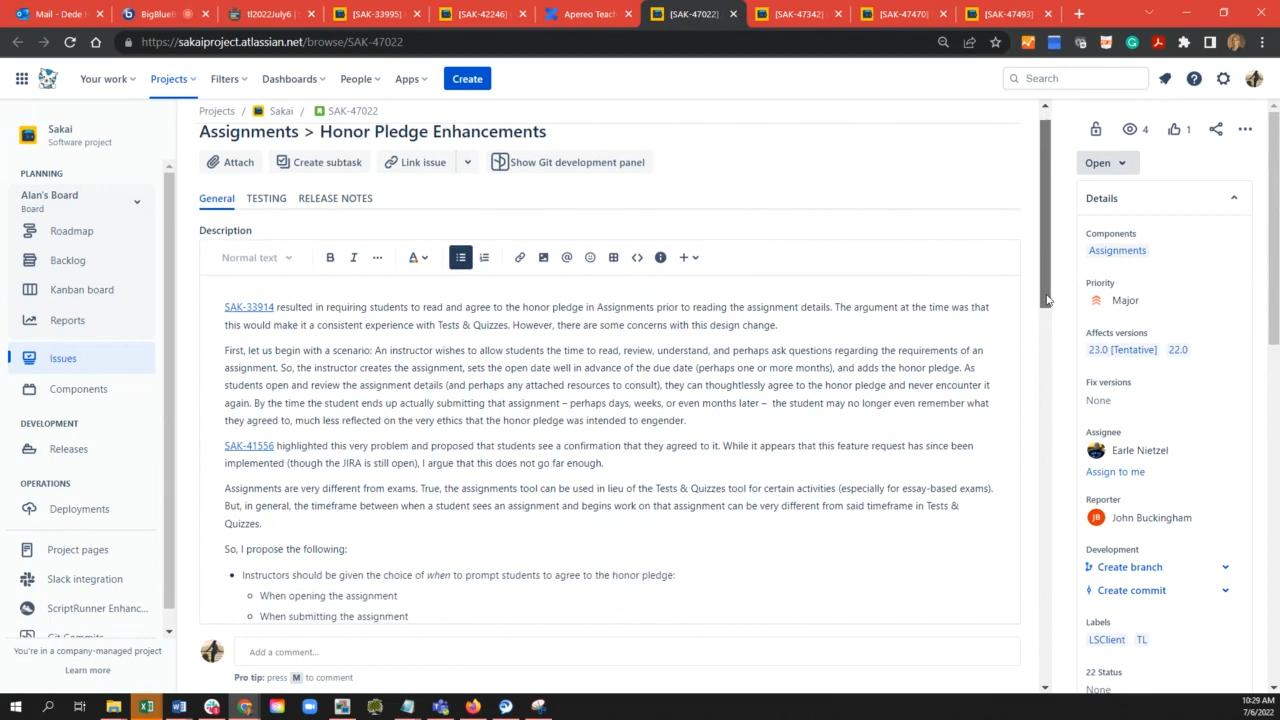 Mail - Dede H
BigBlueB
tl2022July6 | T
[SAK-33995]
[SAK-42246]
Apereo Teach
[SAK-47022]
[SAK-47342]
[SAK-47470]
[SAK-47493]
https://sakaiproject.atlassian.net/browse/SAK-47022
Your work
Projects
Filters
Dashboards
People
Apps
Create
Search
Sakai
Software project
PLANNING
Alan's Board
Board
Roadmap
Backlog
Kanban board
Reports
Issues
Components
DEVELOPMENT
Releases
OPERATIONS
Deployments
Project pages
Slack integration
ScriptRunner Enhanc...
Git Commits
You're in a company-managed project
Learn more
Projects / Sakai / SAK-47022
Assignments > Honor Pledge Enhancements
Attach
Create subtask
Link issue
Show Git development panel
General
TESTING
RELEASE NOTES
Description
Normal text
SAK-33914 resulted in requiring students to read and agree to the honor pledge in Assignments prior to reading the assignment details. The argument at the time was that
this would make it a consistent experience with Tests & Quizzes. However, there are some concerns with this design change.
First, let us begin with a scenario: An instructor wishes to allow students the time to read, review, understand, and perhaps ask questions regarding the requirements of an
assignment. So, the instructor creates the assignment, sets the open date well in advance of the due date (perhaps one or more months), and adds the honor pledge. As
students open and review the assignment details (and perhaps any attached resources to consult), they can thoughtlessly agree to the honor pledge and never encounter it
again. By the time the student ends up actually submitting that assignment – perhaps days, weeks, or even months later – the student may no longer even remember what
they agreed to, much less reflected on the very ethics that the honor pledge was intended to engender.
SAK-41556 highlighted this very problem and proposed that students see a confirmation that they agreed to it. While it appears that this feature request has since been
implemented (though the JIRA is still open), I argue that this does not go far enough.
Assignments are very different from exams. True, the assignments tool can be used in lieu of the Tests & Quizzes tool for certain activities (especially for essay-based exams).
But, in general, the timeframe between when a student sees an assignment and begins work on that assignment can be very different from said timeframe in Tests &
Quizzes.
So, I propose the following:
• Instructors should be given the choice of when to prompt students to agree to the honor pledge:
When opening the assignment
When submitting the assignment
Add a comment...
Pro tip: press M to comment
4
1
Open
Details
Components
Assignments
Priority
Major
Affects versions
23.0 [Tentative]
22.0
Fix versions
None
Assignee
Earle Nietzel
Assign to me
Reporter
JB
John Buckingham
Development
Create branch
Create commit
Labels
LSClient
TL
22 Status
None
10:29 AM
7/6/2022